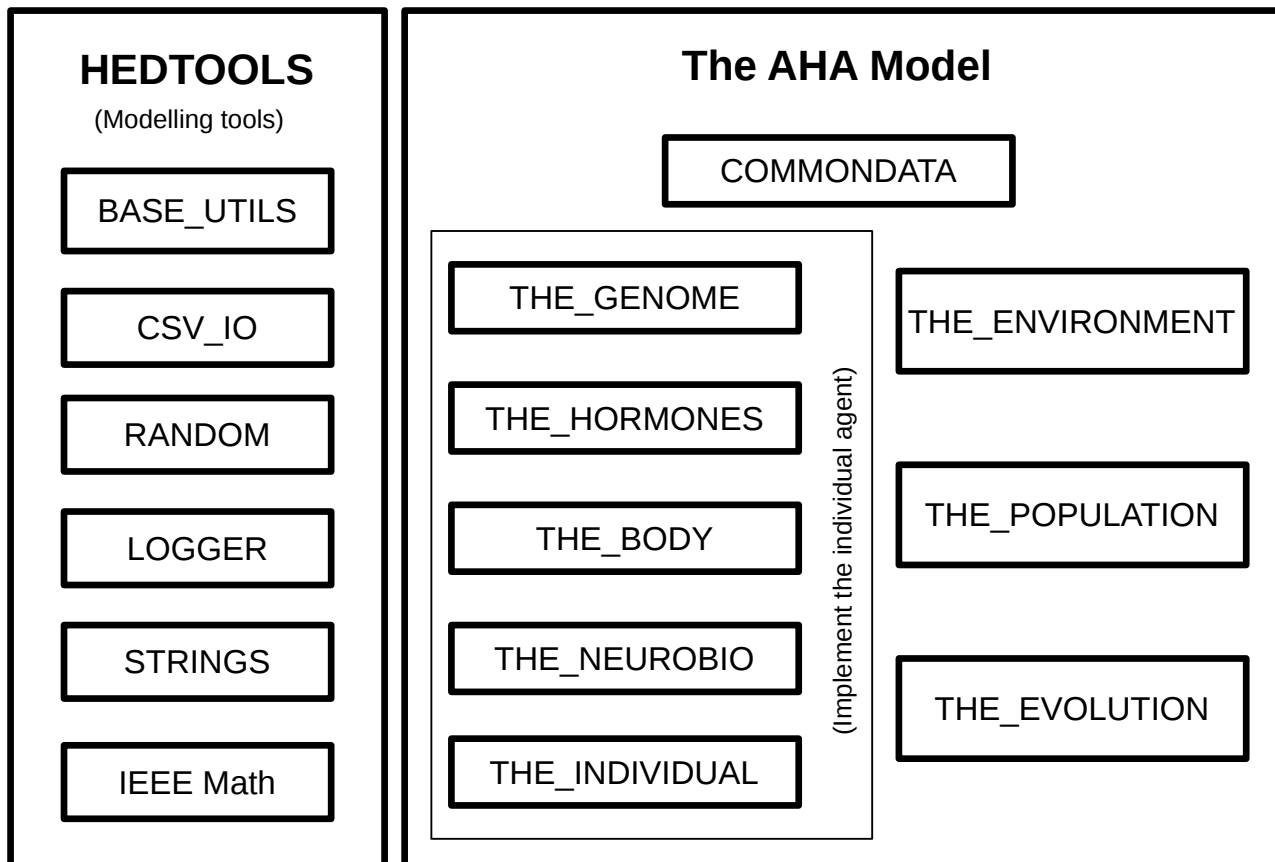 HEDTOOLS
(Modelling tools)
BASE_UTILS
CSV_IO
RANDOM
LOGGER
STRINGS
IEEE Math
The AHA Model
COMMONDATA
THE_GENOME
THE_HORMONES
THE_BODY
THE_NEUROBIO
THE_INDIVIDUAL
(Implement the individual agent)
THE_ENVIRONMENT
THE_POPULATION
THE_EVOLUTION